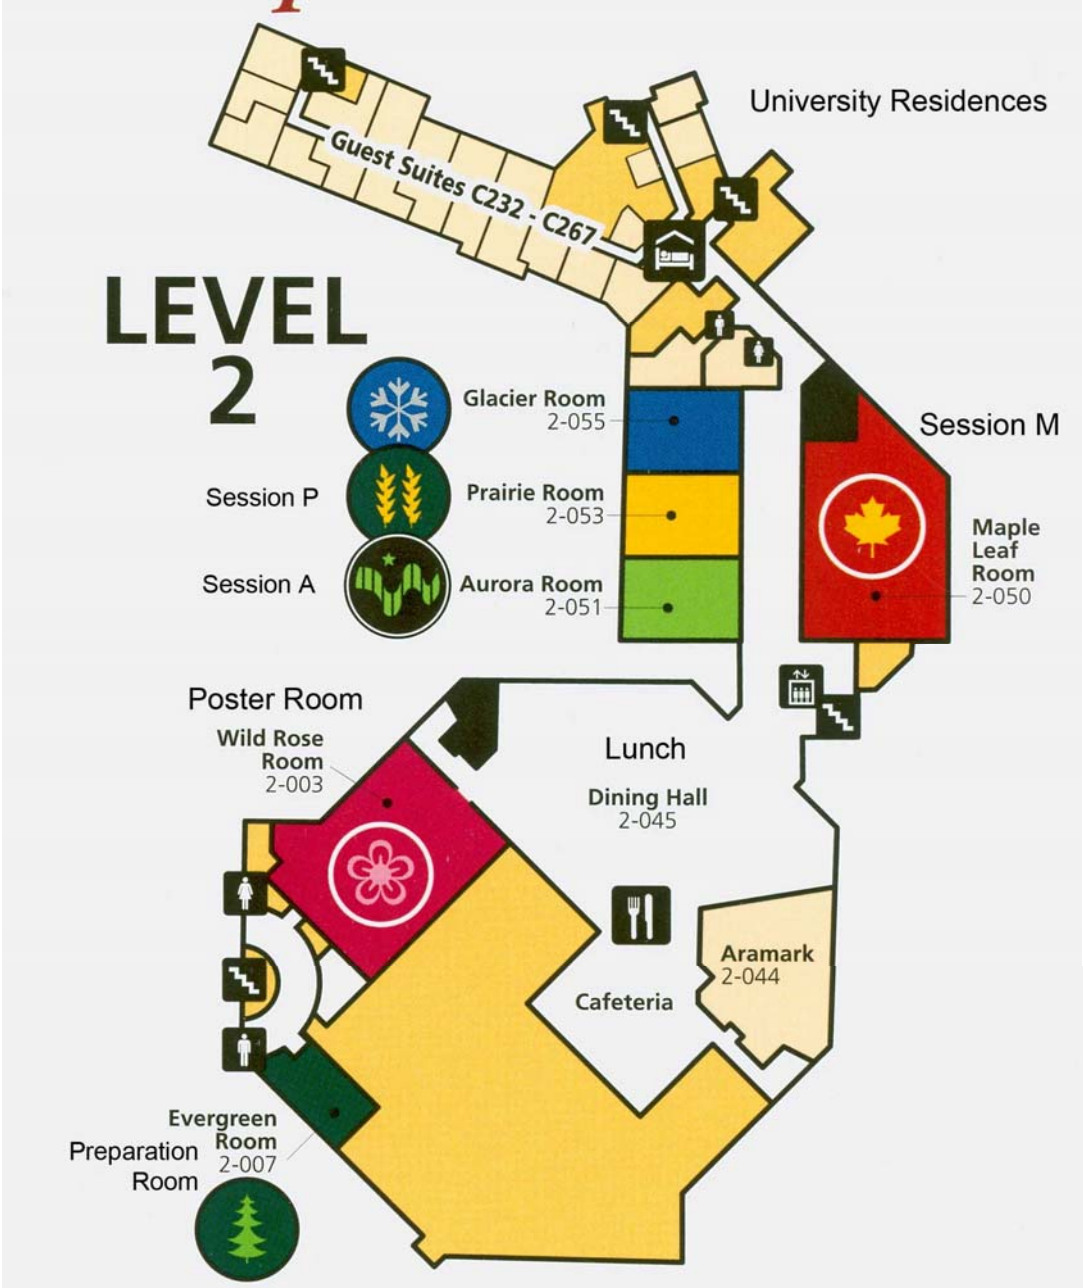 University Residences
Guest Suites C232 - C267
LEVEL
2
Glacier Room
2-055
Session M
Session P
Prairie Room
2-053
Maple
Leaf
Room
2-050
Session A
Aurora Room
2-051
Poster Room
Wild Rose
Room
2-003
Lunch
Dining Hall
2-045
Aramark
2-044
Cafeteria
Evergreen
Room
2-007
Preparation
Room